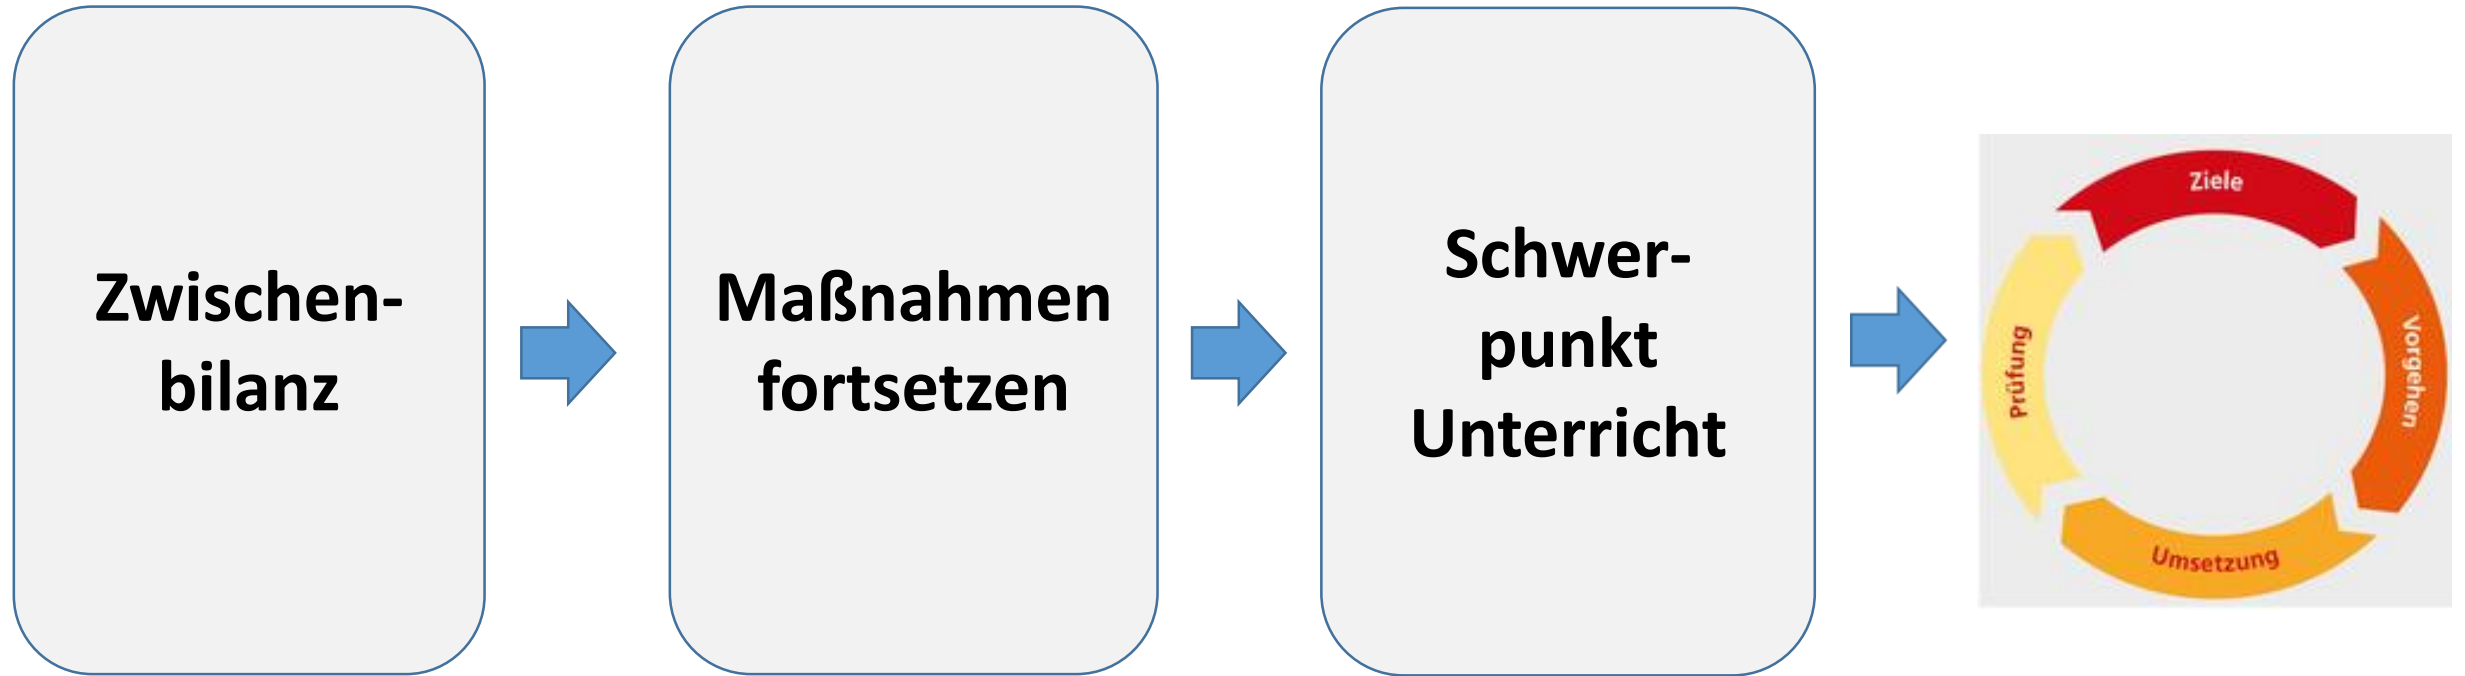 Zwischen-
bilanz
Maßnahmen
fortsetzen
Schwer-
punkt
Unterricht
Ziele
Vorgehen
Umsetzung
Prüfung